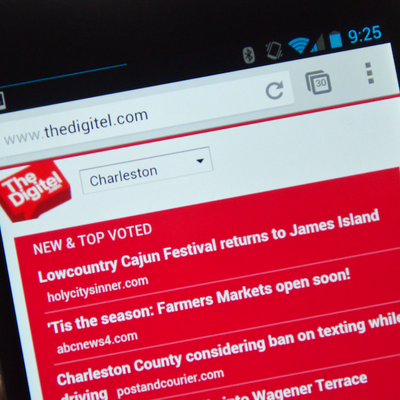 9:25
www.thedigitel.com
30
The
Digitel
Charleston
NEW & TOP VOTED
Lowcountry Cajun Festival returns to James Island
holycitysinner.com
'Tis the season: Farmers Markets open soon!
abcnews4.com
Charleston County considering ban on texting while
driving postandcourier.com
Wagener Terrace